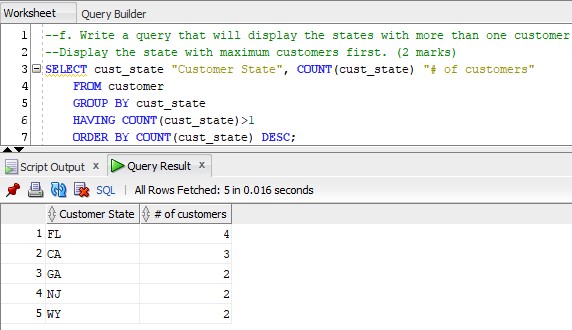 Worksheet Query Builder
1 --f. Write a query that will display the states with more than one customer
2 --Display the state with maximum customers first. (2 marks)
3 SELECT cust_state "Customer State", COUNT(cust_state) "# of customers"
4 FROM customer
5 GROUP BY cust_state
6 HAVING COUNT(cust_state)>1
7 ORDER BY COUNT(cust_state) DESC;
Script Output x Query Result x
SQL | All Rows Fetched: 5 in 0.016 seconds
Customer State # of customers
1 FL 4
2 CA 3
3 GA 2
4 NJ 2
5 WY 2